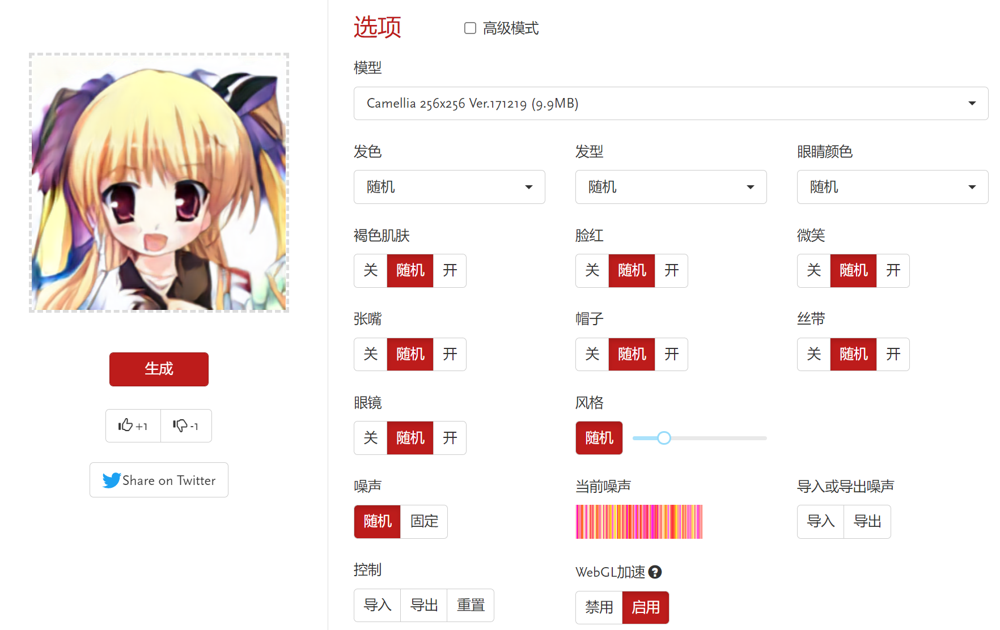 选项
高级模式
模型
Camellia 256x256 Ver.171219 (9.9MB)
发色
发型
眼睛颜色
随机
随机
随机
褐色肌肤
脸红
微笑
关 随机 开
关 随机 开
关 随机 开
张嘴
帽子
丝带
关 随机 开
关 随机 开
关 随机 开
眼镜
风格
关 随机 开
随机
噪声
当前噪声
导入或导出噪声
随机 固定
导入 导出
控制
WebGL加速 ?
导入 导出 重置
禁用 启用
生成
+1 -1
Share on Twitter